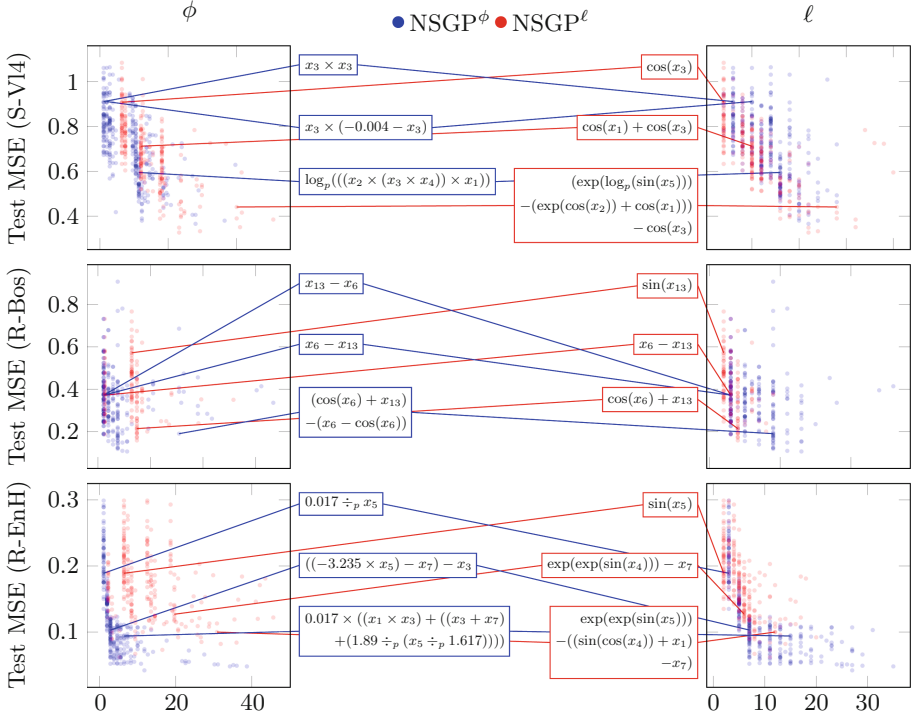 ϕ
● NSGP^ϕ ● NSGP^ℓ
ℓ
Test MSE (S-Vl4)
1
0.8
0.6
0.4
x₃ × x₃
cos(x₃)
x₃ × (−0.004 − x₃)
cos(x₁) + cos(x₃)
logₚ(((x₂ × (x₃ × x₄)) × x₁))
(exp(logₚ(sin(x₅)))
−(exp(cos(x₂)) + cos(x₁)))
− cos(x₃)
Test MSE (R-Bos)
0.8
0.6
0.4
0.2
x₁₃ − x₆
sin(x₁₃)
x₆ − x₁₃
x₆ − x₁₃
(cos(x₆) + x₁₃)
−(x₆ − cos(x₆))
cos(x₆) + x₁₃
Test MSE (R-EnH)
0.3
0.2
0.1
0.017 ÷ₚ x₅
sin(x₅)
((−3.235 × x₅) − x₇) − x₃
exp(exp(sin(x₄))) − x₇
0.017 × ((x₁ × x₃) + ((x₃ + x₇)
+(1.89 ÷ₚ (x₅ ÷ₚ 1.617))))
exp(exp(sin(x₅)))
−((sin(cos(x₄)) + x₁)
−x₇)
0 20 40
0 10 20 30